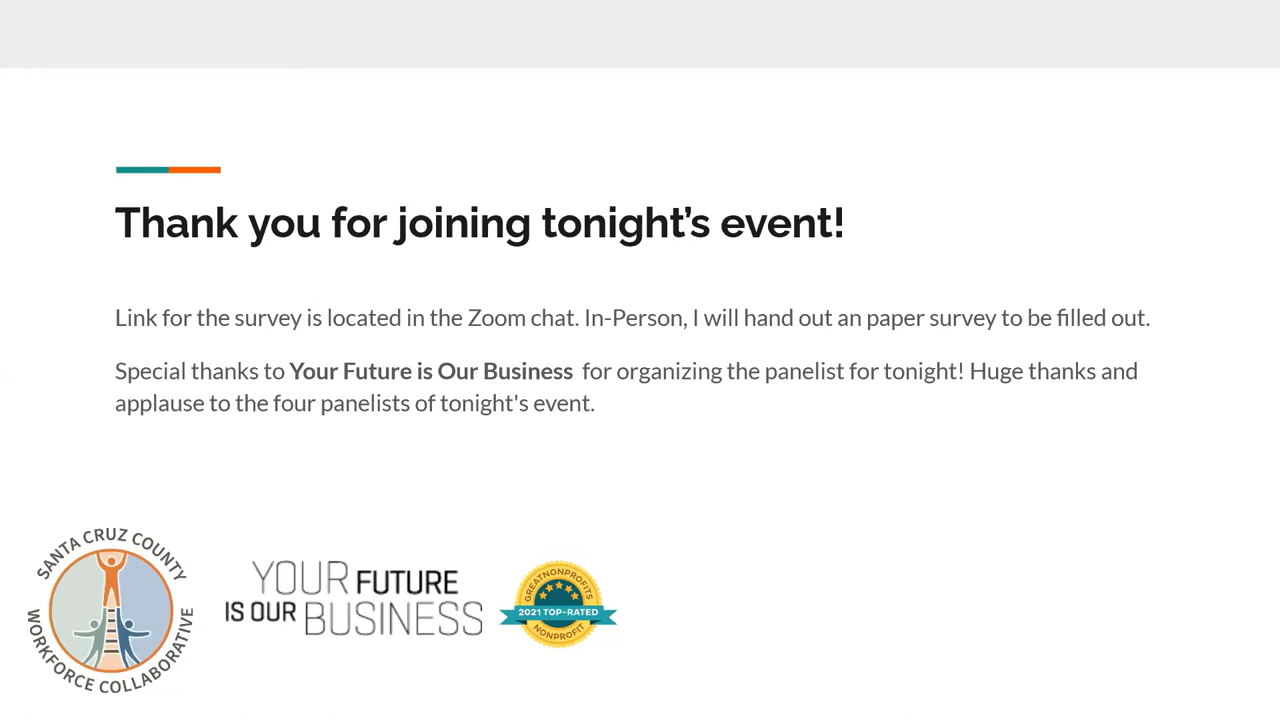 Thank you for joining tonight’s event!
Link for the survey is located in the Zoom chat. In-Person, I will hand out an paper survey to be filled out.
Special thanks to Your Future is Our Business for organizing the panelist for tonight! Huge thanks and
applause to the four panelists of tonight's event.
SANTA CRUZ COUNTY
WORKFORCE COLLABORATIVE
YOUR FUTURE
IS OUR BUSINESS
GREATNONPROFITS
2021 TOP-RATED
NONPROFIT